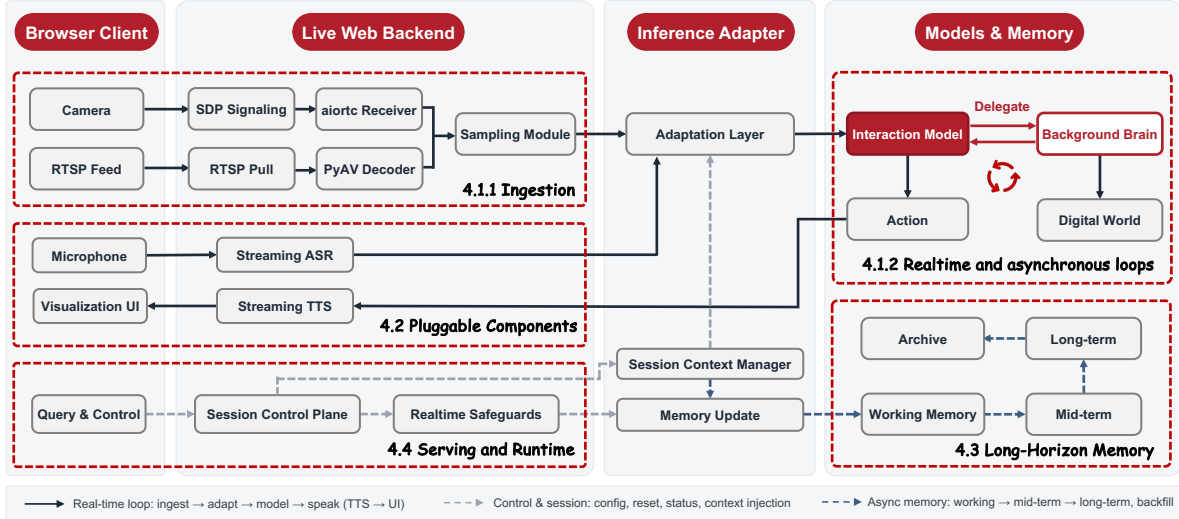 Browser Client
Live Web Backend
Inference Adapter
Models & Memory
Camera
SDP Signaling
aiortc Receiver
Sampling Module
RTSP Feed
RTSP Pull
PyAV Decoder
4.1.1 Ingestion
Adaptation Layer
Interaction Model
Delegate
Background Brain
Action
Digital World
4.1.2 Realtime and asynchronous loops
Microphone
Streaming ASR
Visualization UI
Streaming TTS
4.2 Pluggable Components
Session Context Manager
Memory Update
Query & Control
Session Control Plane
Realtime Safeguards
4.4 Serving and Runtime
Archive
Long-term
Working Memory
Mid-term
4.3 Long-Horizon Memory
Real-time loop: ingest → adapt → model → speak (TTS → UI)
Control & session: config, reset, status, context injection
Async memory: working → mid-term → long-term, backfill